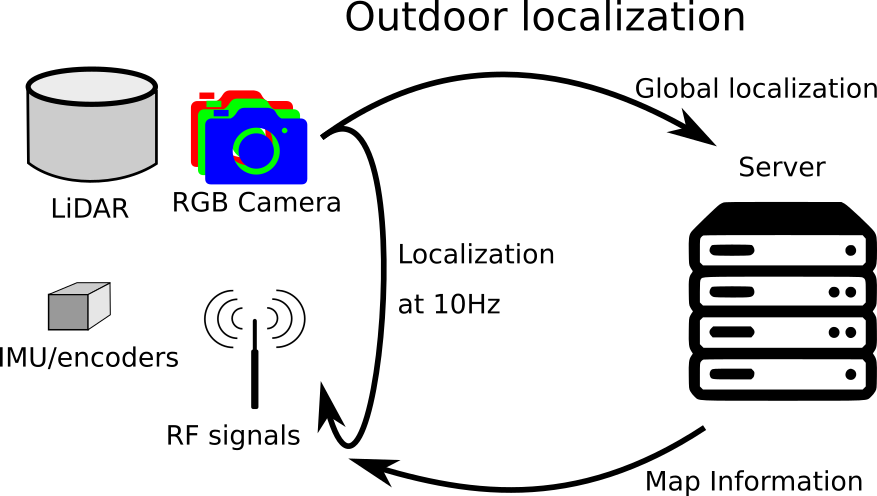 Outdoor localization
Global localization
Server
LiDAR
RGB Camera
Localization
at 10Hz
IMU/encoders
RF signals
Map Information